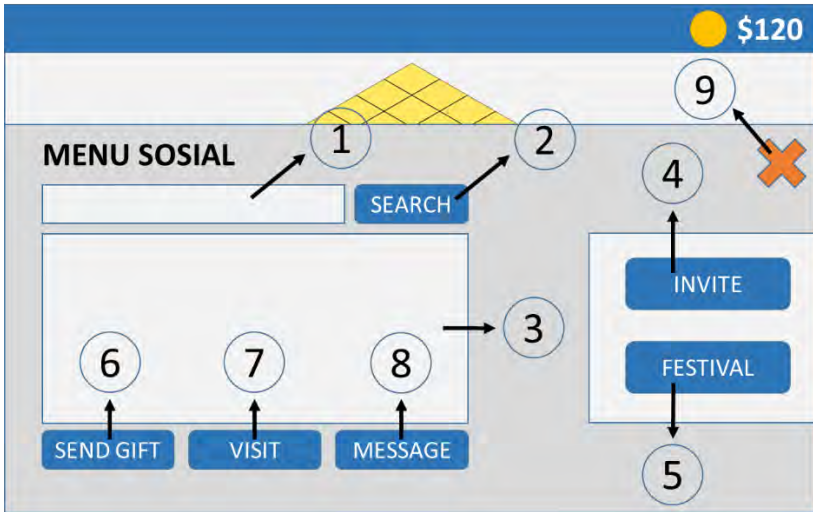 $120
9
1
2
MENU SOSIAL
4
SEARCH
INVITE
3
6
7
8
FESTIVAL
SEND GIFT
VISIT
MESSAGE
5